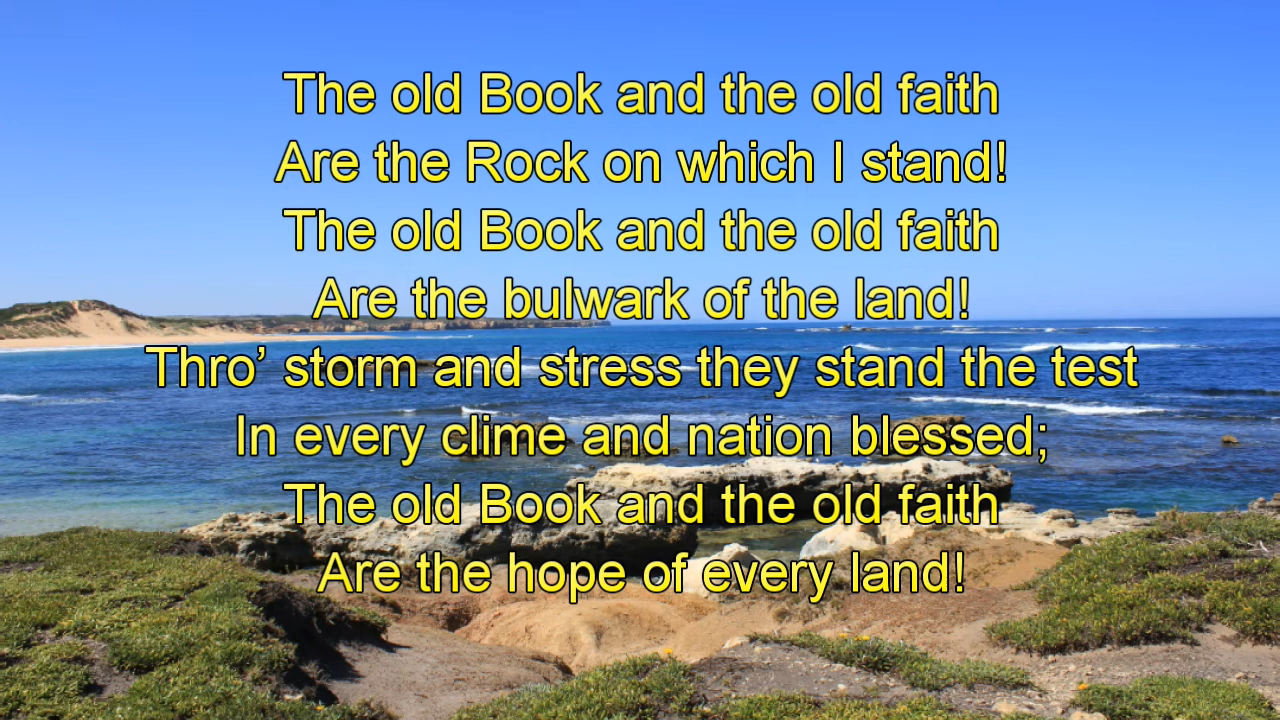 The old Book and the old faith
Are the Rock on which I stand!
The old Book and the old faith
Are the bulwark of the land!
Thro’ storm and stress they stand the test
In every clime and nation blessed;
The old Book and the old faith
Are the hope of every land!